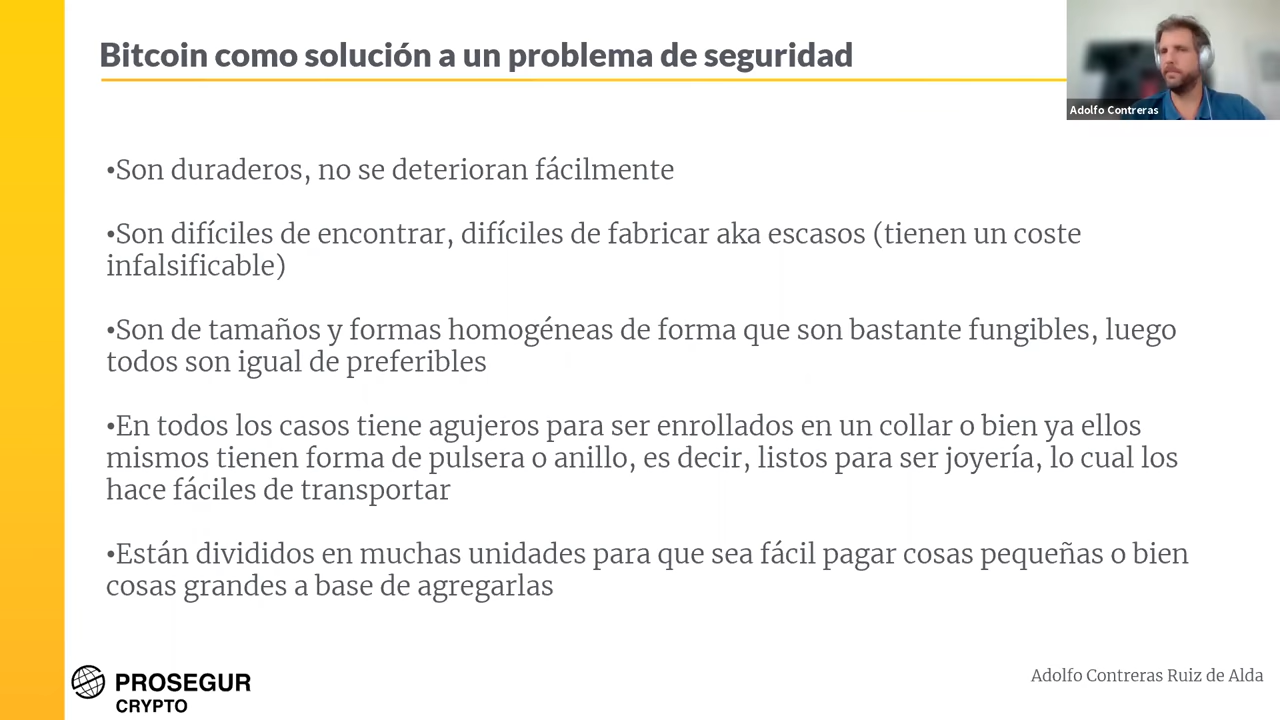 Bitcoin como solución a un problema de seguridad
Adolfo Contreras
•Son duraderos, no se deterioran fácilmente
•Son difíciles de encontrar, difíciles de fabricar aka escasos (tienen un coste
infalsificable)
•Son de tamaños y formas homogéneas de forma que son bastante fungibles, luego
todos son igual de preferibles
•En todos los casos tiene agujeros para ser enrollados en un collar o bien ya ellos
mismos tienen forma de pulsera o anillo, es decir, listos para ser joyería, lo cual los
hace fáciles de transportar
•Están divididos en muchas unidades para que sea fácil pagar cosas pequeñas o bien
cosas grandes a base de agregarlas
PROSEGUR
CRYPTO
Adolfo Contreras Ruiz de Alda